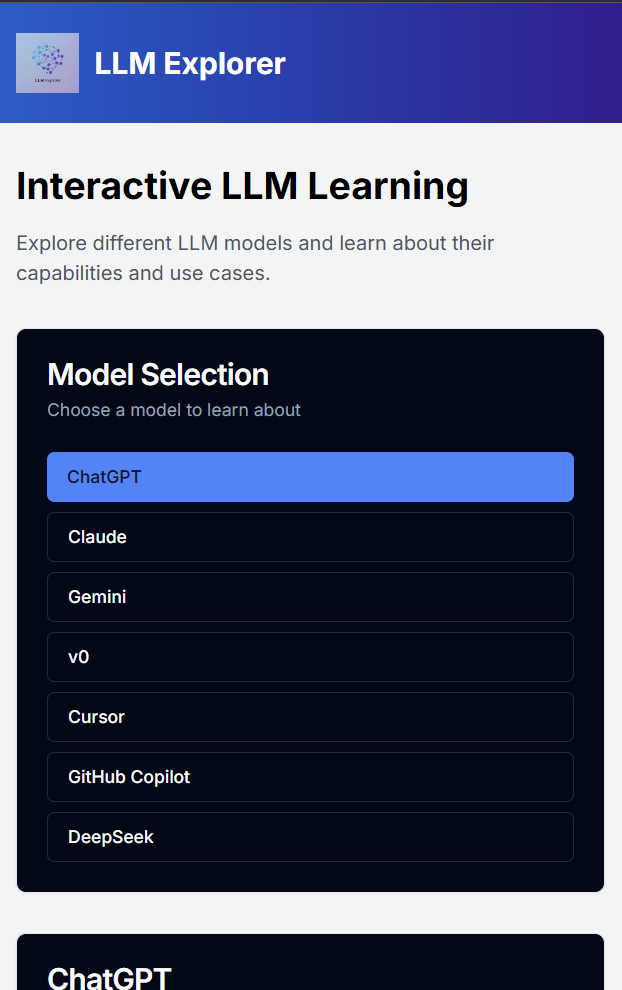 LLM Explorer
LLM Explorer
Interactive LLM Learning
Explore different LLM models and learn about their
capabilities and use cases.
Model Selection
Choose a model to learn about
ChatGPT
Claude
Gemini
v0
Cursor
GitHub Copilot
DeepSeek
ChatGPT